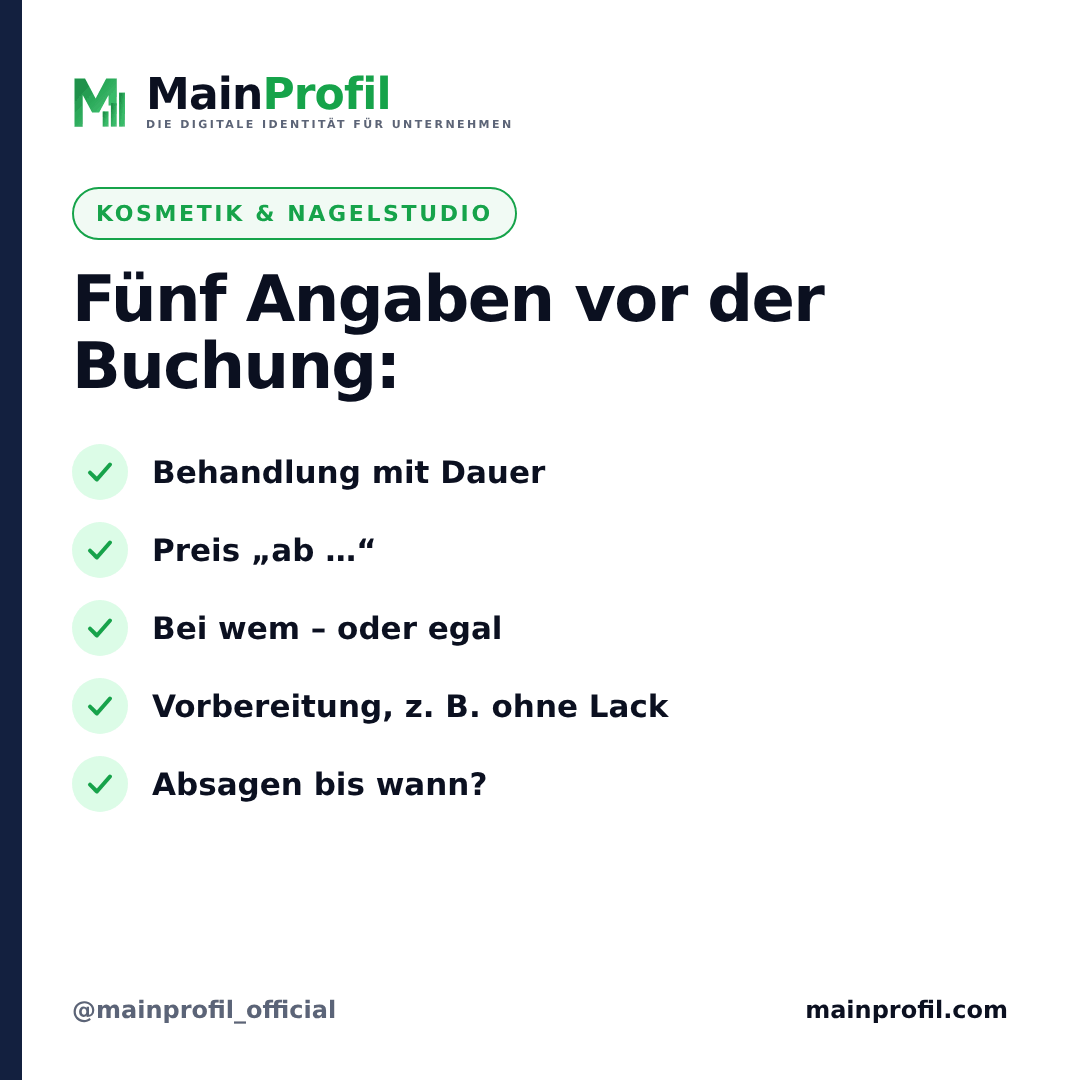 MainProfil
DIE DIGITALE IDENTITÄT FÜR UNTERNEHMEN
KOSMETIK & NAGELSTUDIO
Fünf Angaben vor der
Buchung:
Behandlung mit Dauer
Preis „ab …“
Bei wem – oder egal
Vorbereitung, z. B. ohne Lack
Absagen bis wann?
@mainprofil_official
mainprofil.com